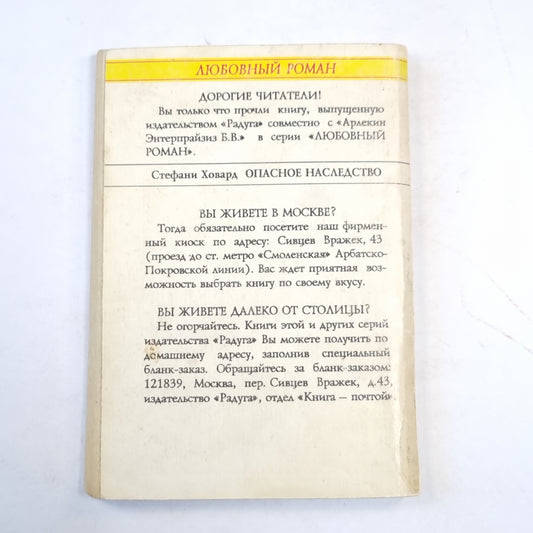 ЛЮБОВНЫЙ РОМАН
ДОРОГИЕ ЧИТАТЕЛИ!
Вы только что прочли книгу, выпущенную
издательством «Радуга» совместно с «Арлекин
Энтерпрайзиз Б.В.» в серии «ЛЮБОВНЫЙ
РОМАН».
Стефани Ховард ОПАСНОЕ НАСЛЕДСТВО
ВЫ ЖИВЕТЕ В МОСКВЕ?
Тогда обязательно посетите наш фирмен-
ный киоск по адресу: Сивцев Вражек, 43
(проезд до ст. метро «Смоленская» Арбатско-
Покровской линии). Вас ждет приятная воз-
можность выбрать книгу по своему вкусу.
ВЫ ЖИВЕТЕ ДАЛЕКО ОТ СТОЛИЦЫ?
Не огорчайтесь. Книги этой и других серий
издательства «Радуга» Вы можете получить по
домашнему адресу, заполнив специальный
бланк-заказ. Обращайтесь за бланк-заказом:
121839, Москва, пер. Сивцев Вражек, д.43,
издательство «Радуга», отдел «Книга – почтой».